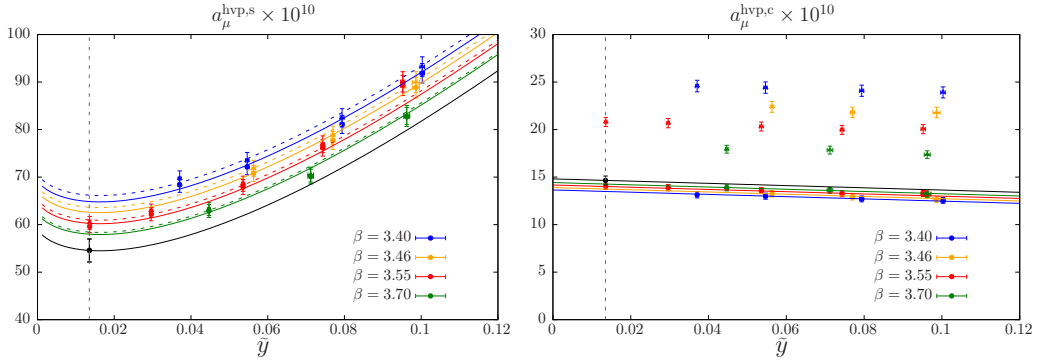 a_μ^{hvp,s} × 10^{10}
100
90
80
70
60
50
40
0
0.02
0.04
0.06
0.08
0.1
0.12
ỹ
β = 3.40
β = 3.46
β = 3.55
β = 3.70
a_μ^{hvp,c} × 10^{10}
30
25
20
15
10
5
0
0
0.02
0.04
0.06
0.08
0.1
0.12
ỹ
β = 3.40
β = 3.46
β = 3.55
β = 3.70